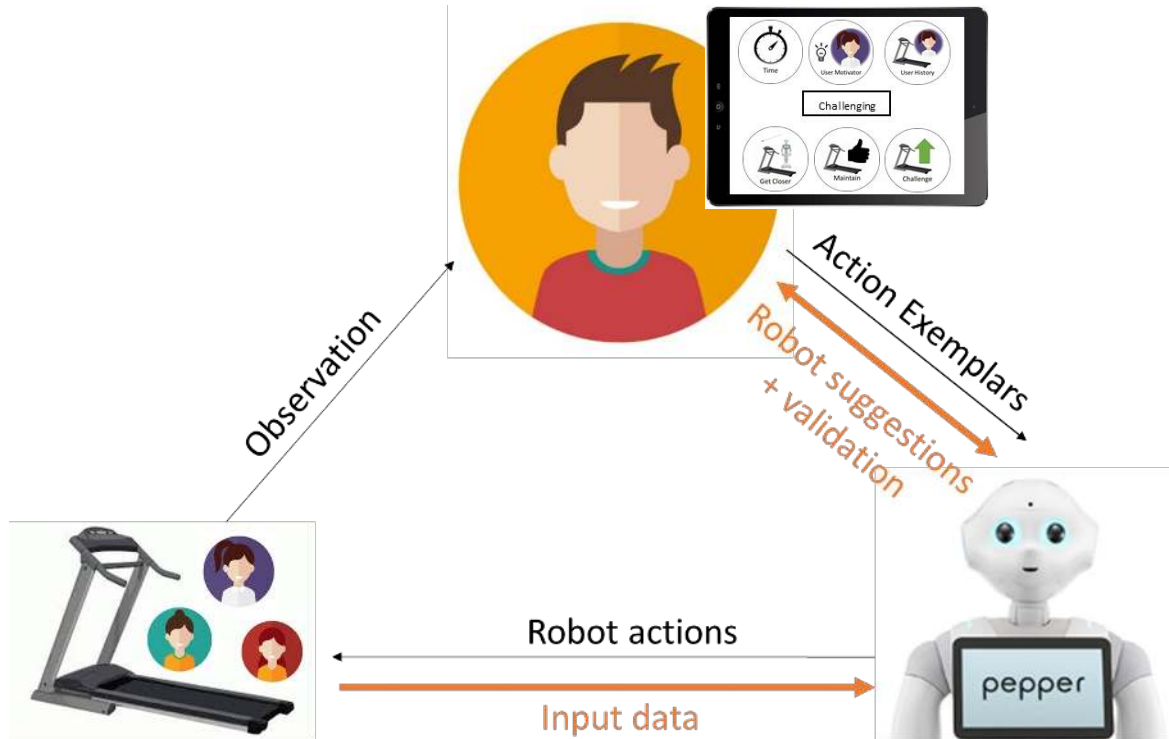 Time
User Motivator
User History
Challenging
Get Closer
Maintain
Challenge
Observation
Action Exemplars
Robot suggestions
+ validation
Robot actions
Input data
pepper